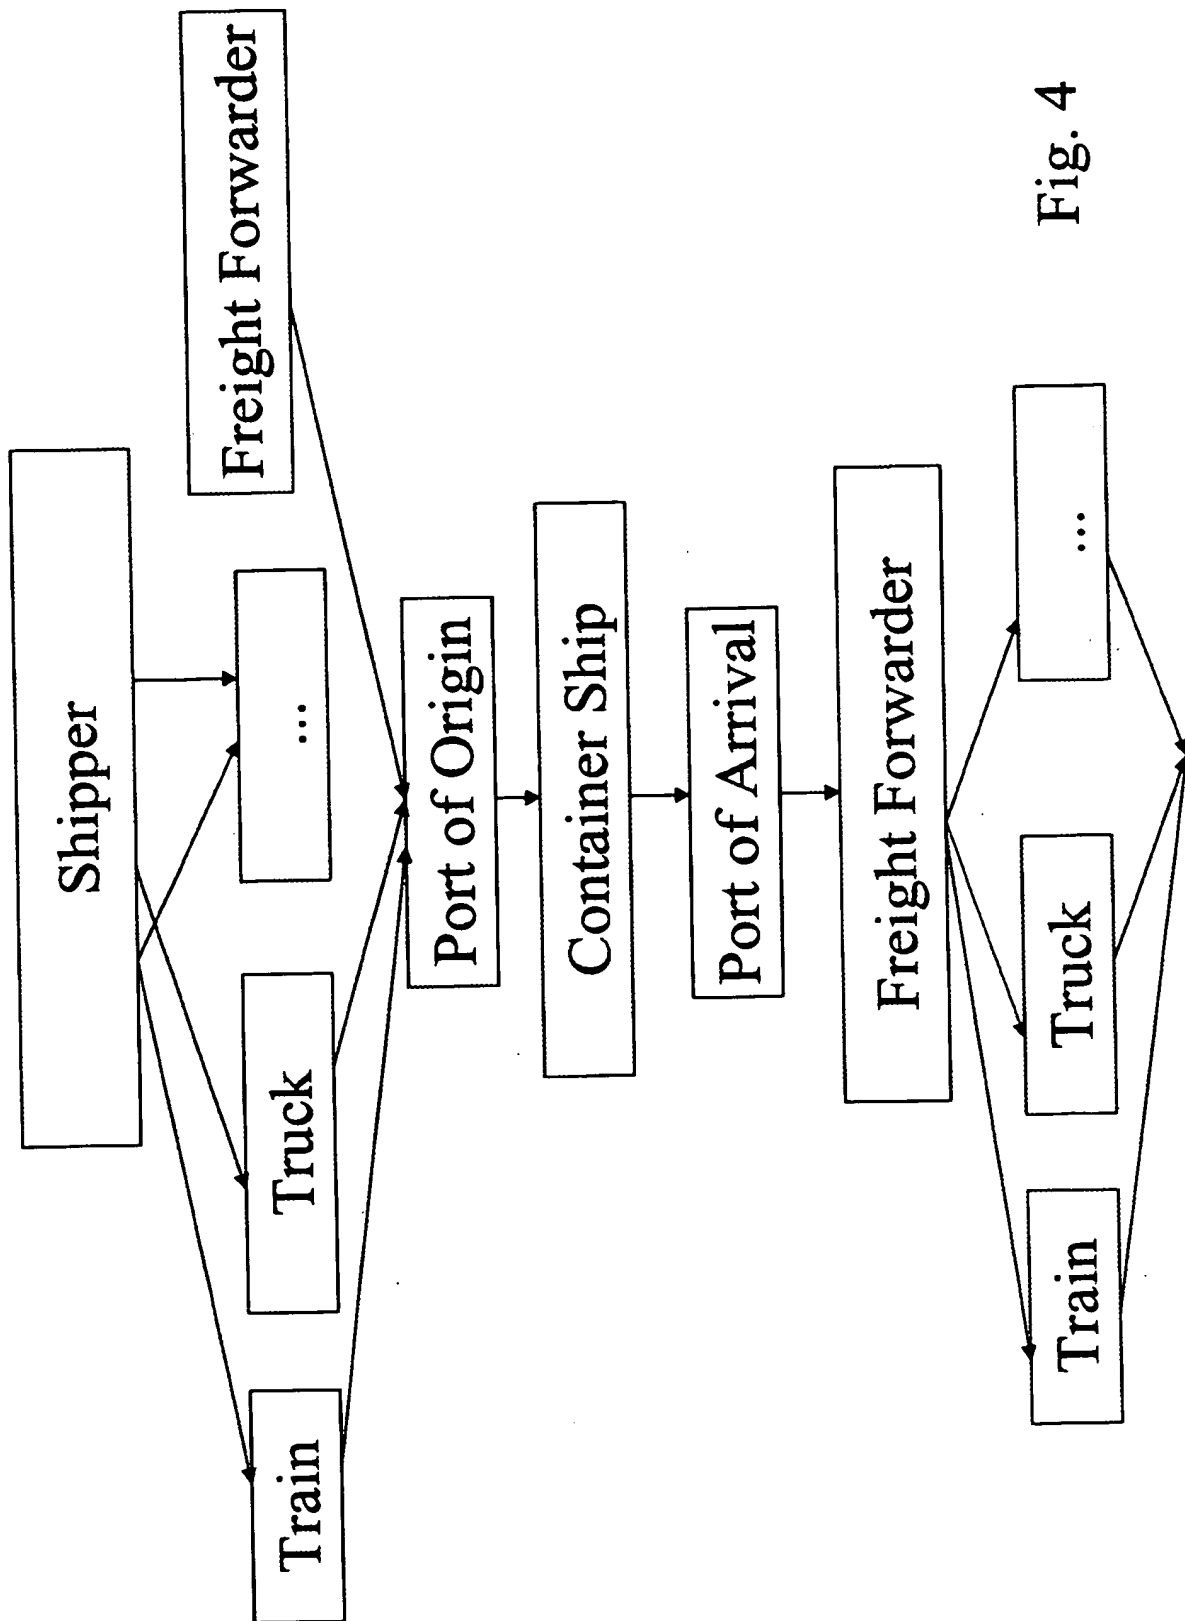 Shipper
Train
Truck
...
Freight Forwarder
Port of Origin
Container Ship
Port of Arrival
Freight Forwarder
Train
Truck
...
Fig. 4